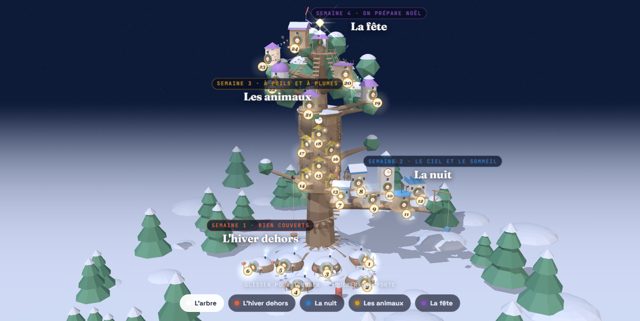 SEMAINE 4 · ON PRÉPARE NOËL
La fête
SEMAINE 3 · À POILS ET À PLUMES
Les animaux
SEMAINE 2 · LE CIEL ET LE SOMMEIL
La nuit
SEMAINE 1 · BIEN COUVERTS
L'hiver dehors
L'arbre
L'hiver dehors
La nuit
Les animaux
La fête